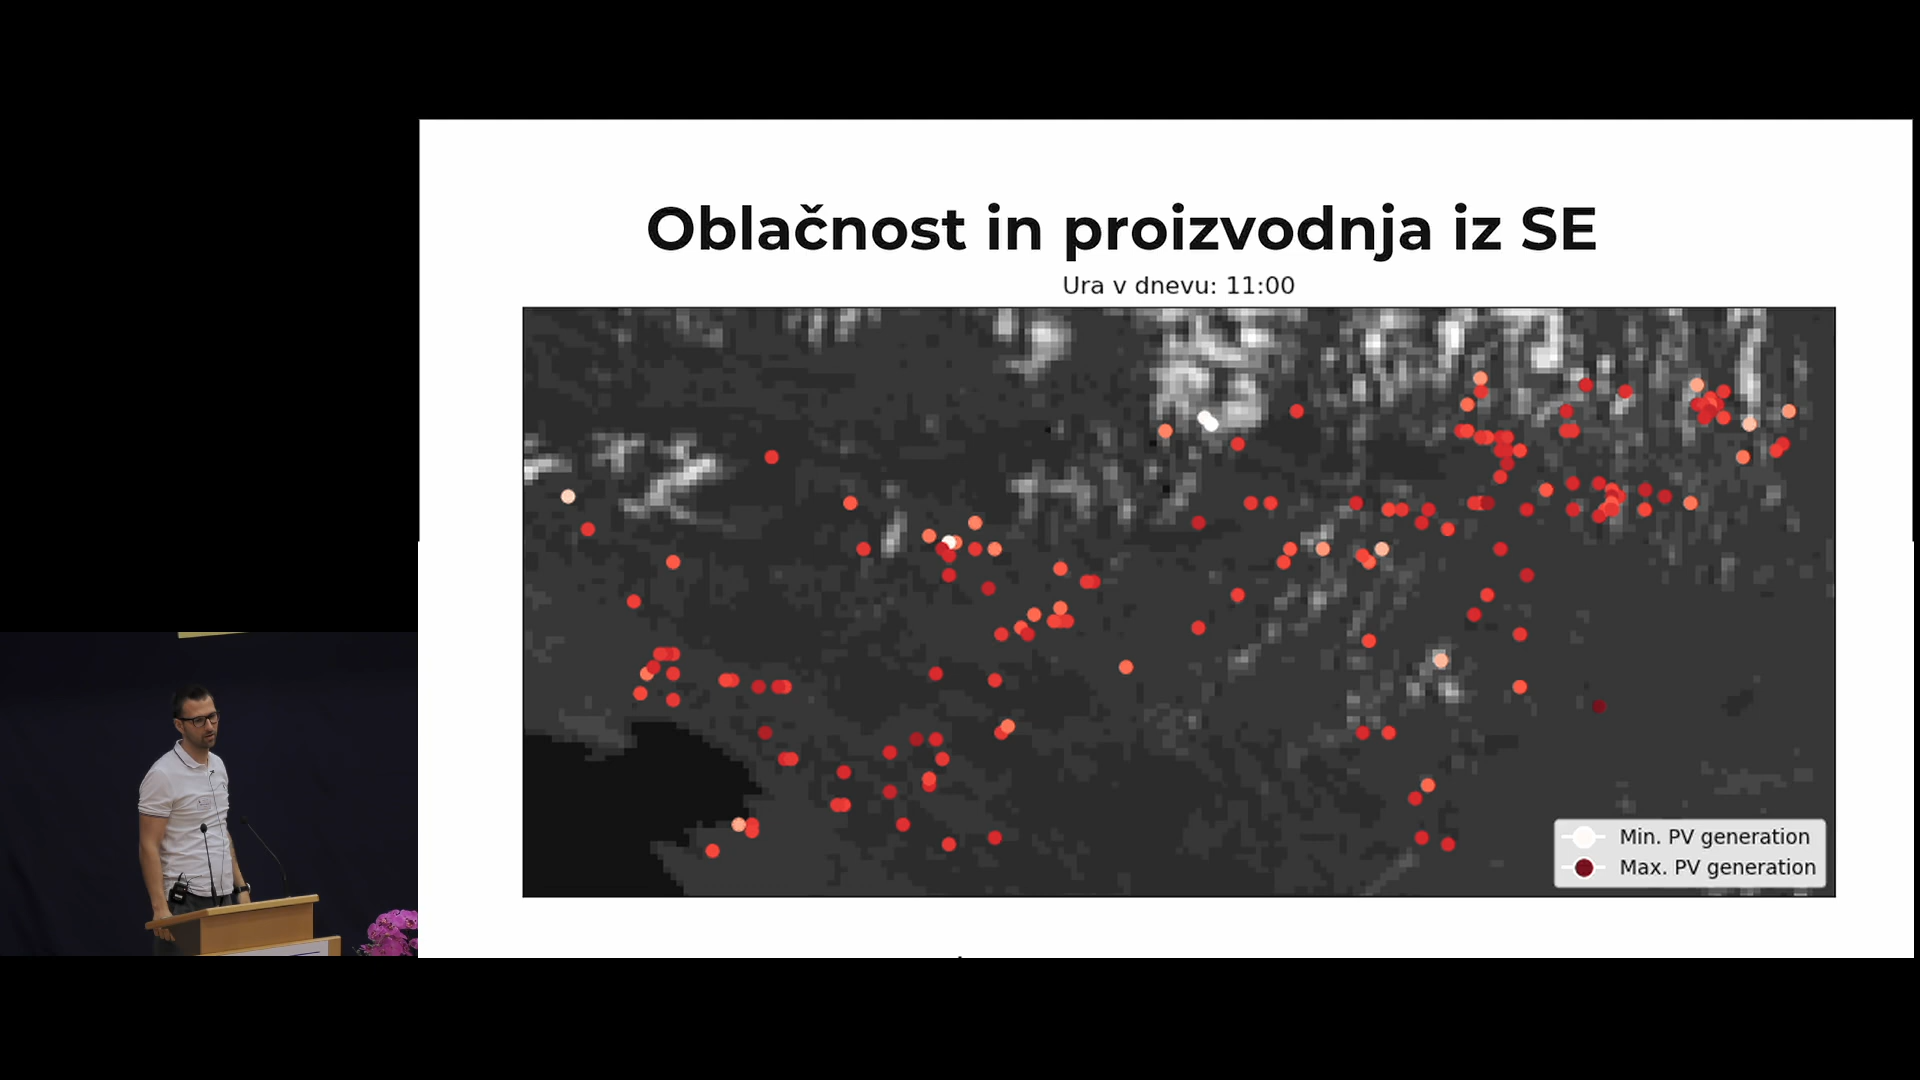 Oblačnost in proizvodnja iz SE
Ura v dnevu: 11:00
Min. PV generation
Max. PV generation